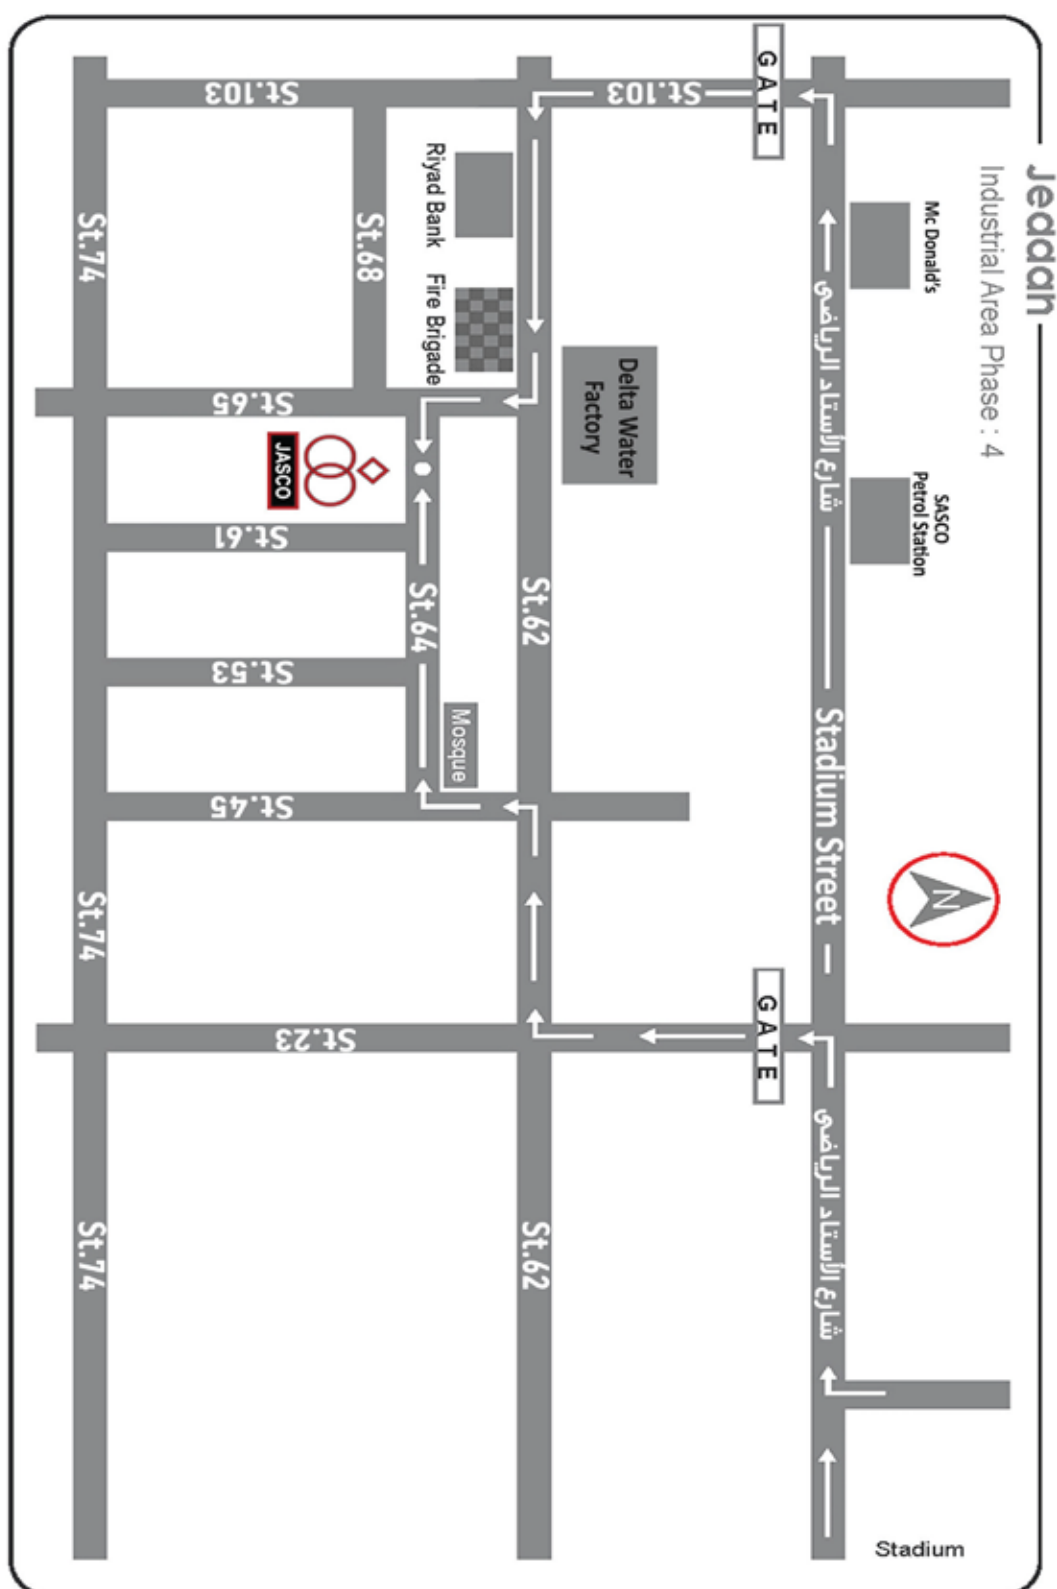 Jeddah
Industrial Area Phase : 4
Mc Donald's
SASCO
Petrol Station
شارع الأستاد الرياضي
Stadium Street
شارع الأستاد الرياضي
Stadium
GATE
GATE
N
St.103
St.103
Delta Water
Factory
St.62
St.62
Riyad Bank
Fire Brigade
Mosque
St.64
St.68
St.65
JASCO
St.61
St.53
St.45
St.23
St.74
St.74
St.74